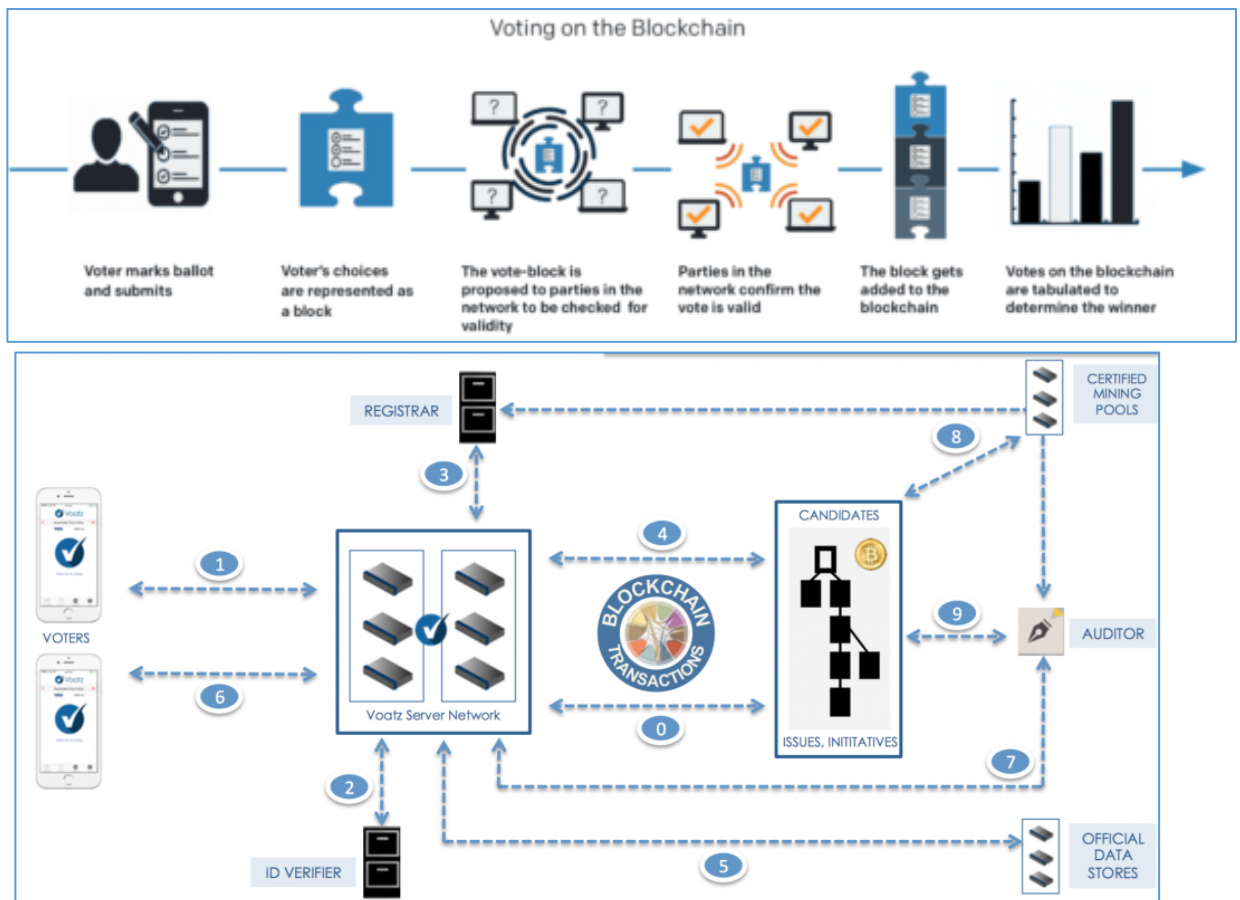 Voting on the Blockchain
Voter marks ballot
and submits
Voter's choices
are represented as
a block
The vote-block is
proposed to parties in the
network to be checked for
validity
Parties in the
network confirm the
vote is valid
The block gets
added to the
blockchain
Votes on the blockchain
are tabulated to
determine the winner
? ?
? ?
REGISTRAR
CERTIFIED
MINING
POOLS
8
3
Voatz
CANDIDATES
4
1
BLOCKCHAIN
TRANSACTIONS
9
AUDITOR
VOTERS
Voatz
6
Voatz Server Network
0
ISSUES, INITITATIVES
7
2
ID VERIFIER
5
OFFICIAL
DATA
STORES